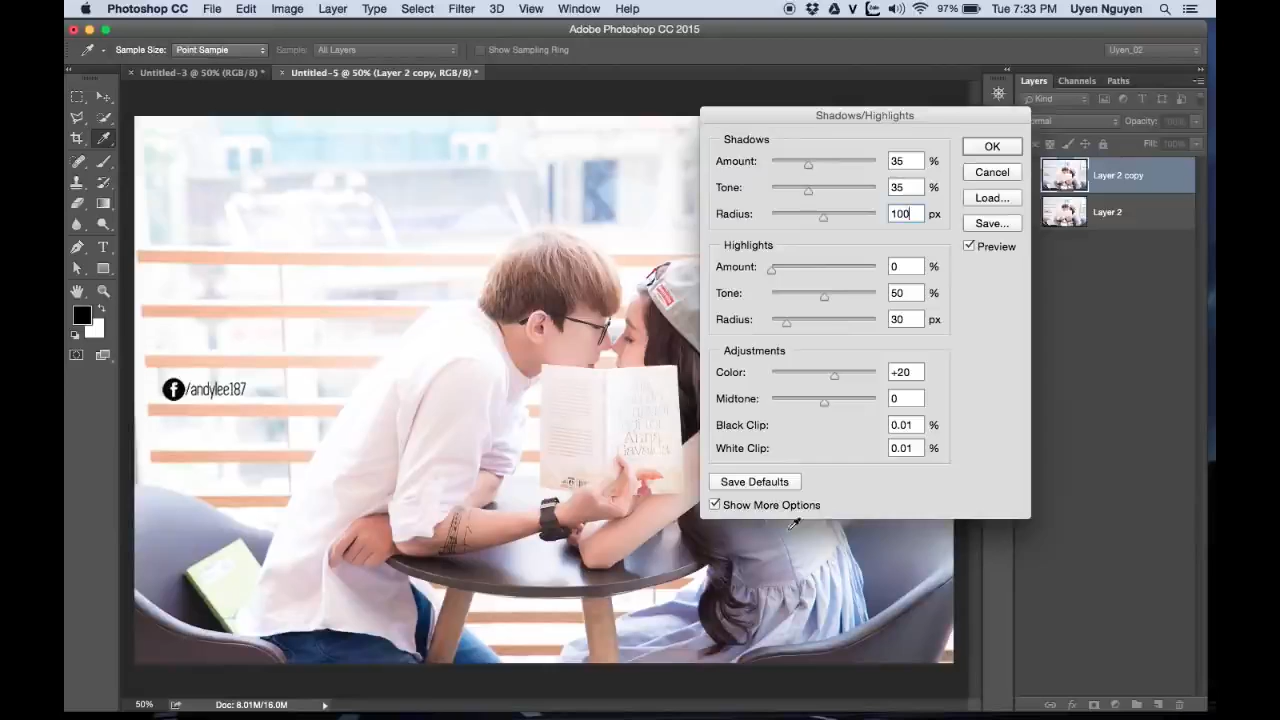 Photoshop CC File Edit Image Layer Type Select Filter 3D View Window Help 97% Tue 7:33 PM Uyen Nguyen
Adobe Photoshop CC 2015
Sample Size: Point Sample Sample: All Layers Show Sampling Ring Uyen_02
Untitled-3 @ 50% (RGB/8) * Untitled-5 @ 50% (Layer 2 copy, RGB/8) *
Layers Channels Paths
Kind
Opacity: 100%
Fill: 100%
Layer 2 copy
Layer 2
Shadows/Highlights
Shadows
Amount: 35 %
Tone: 35 %
Radius: 100 px
Highlights
Amount: 0 %
Tone: 50 %
Radius: 30 px
Adjustments
Color: +20
Midtone: 0
Black Clip: 0.01 %
White Clip: 0.01 %
Save Defaults
Show More Options
OK
Cancel
Load...
Save...
Preview
f/andylee187
50% Doc: 8.01M/16.0M